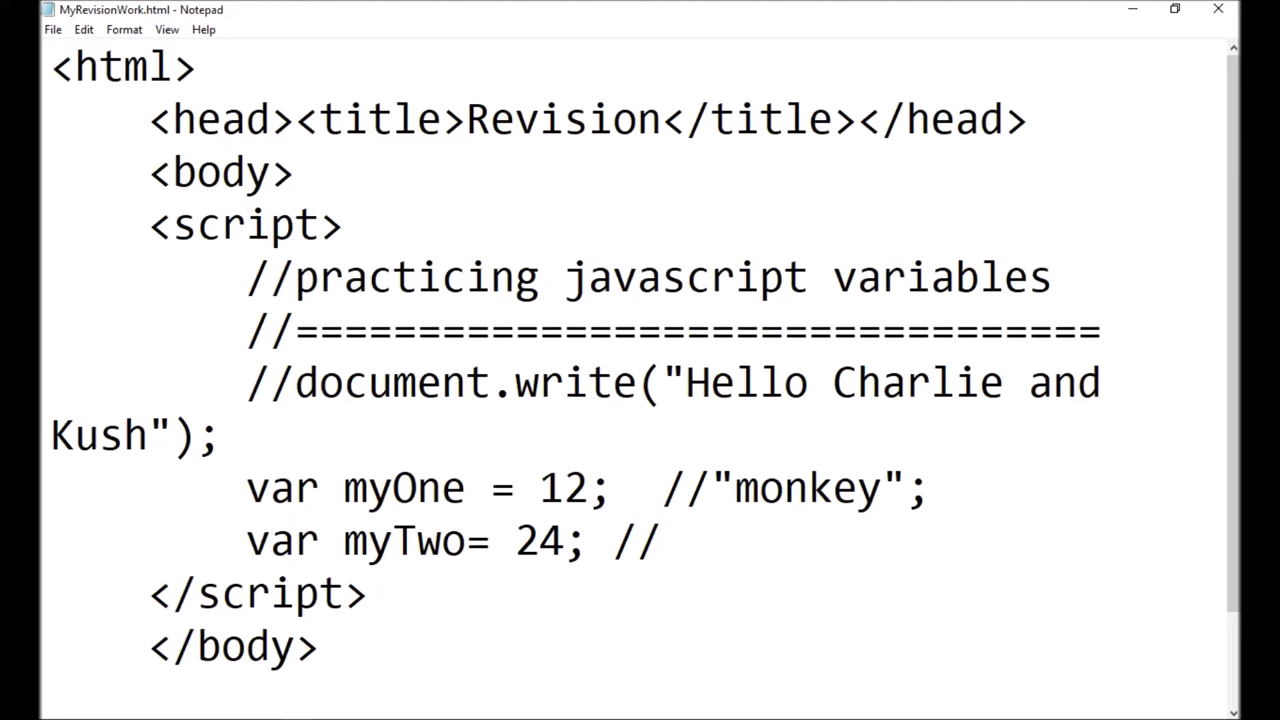 MyRevisionWork.html - Notepad
File Edit Format View Help
<html>
<head><title>Revision</title></head>
<body>
<script>
//practicing javascript variables
//=================================
//document.write("Hello Charlie and
Kush");
var myOne = 12; //"monkey";
var myTwo= 24; //
</script>
</body>